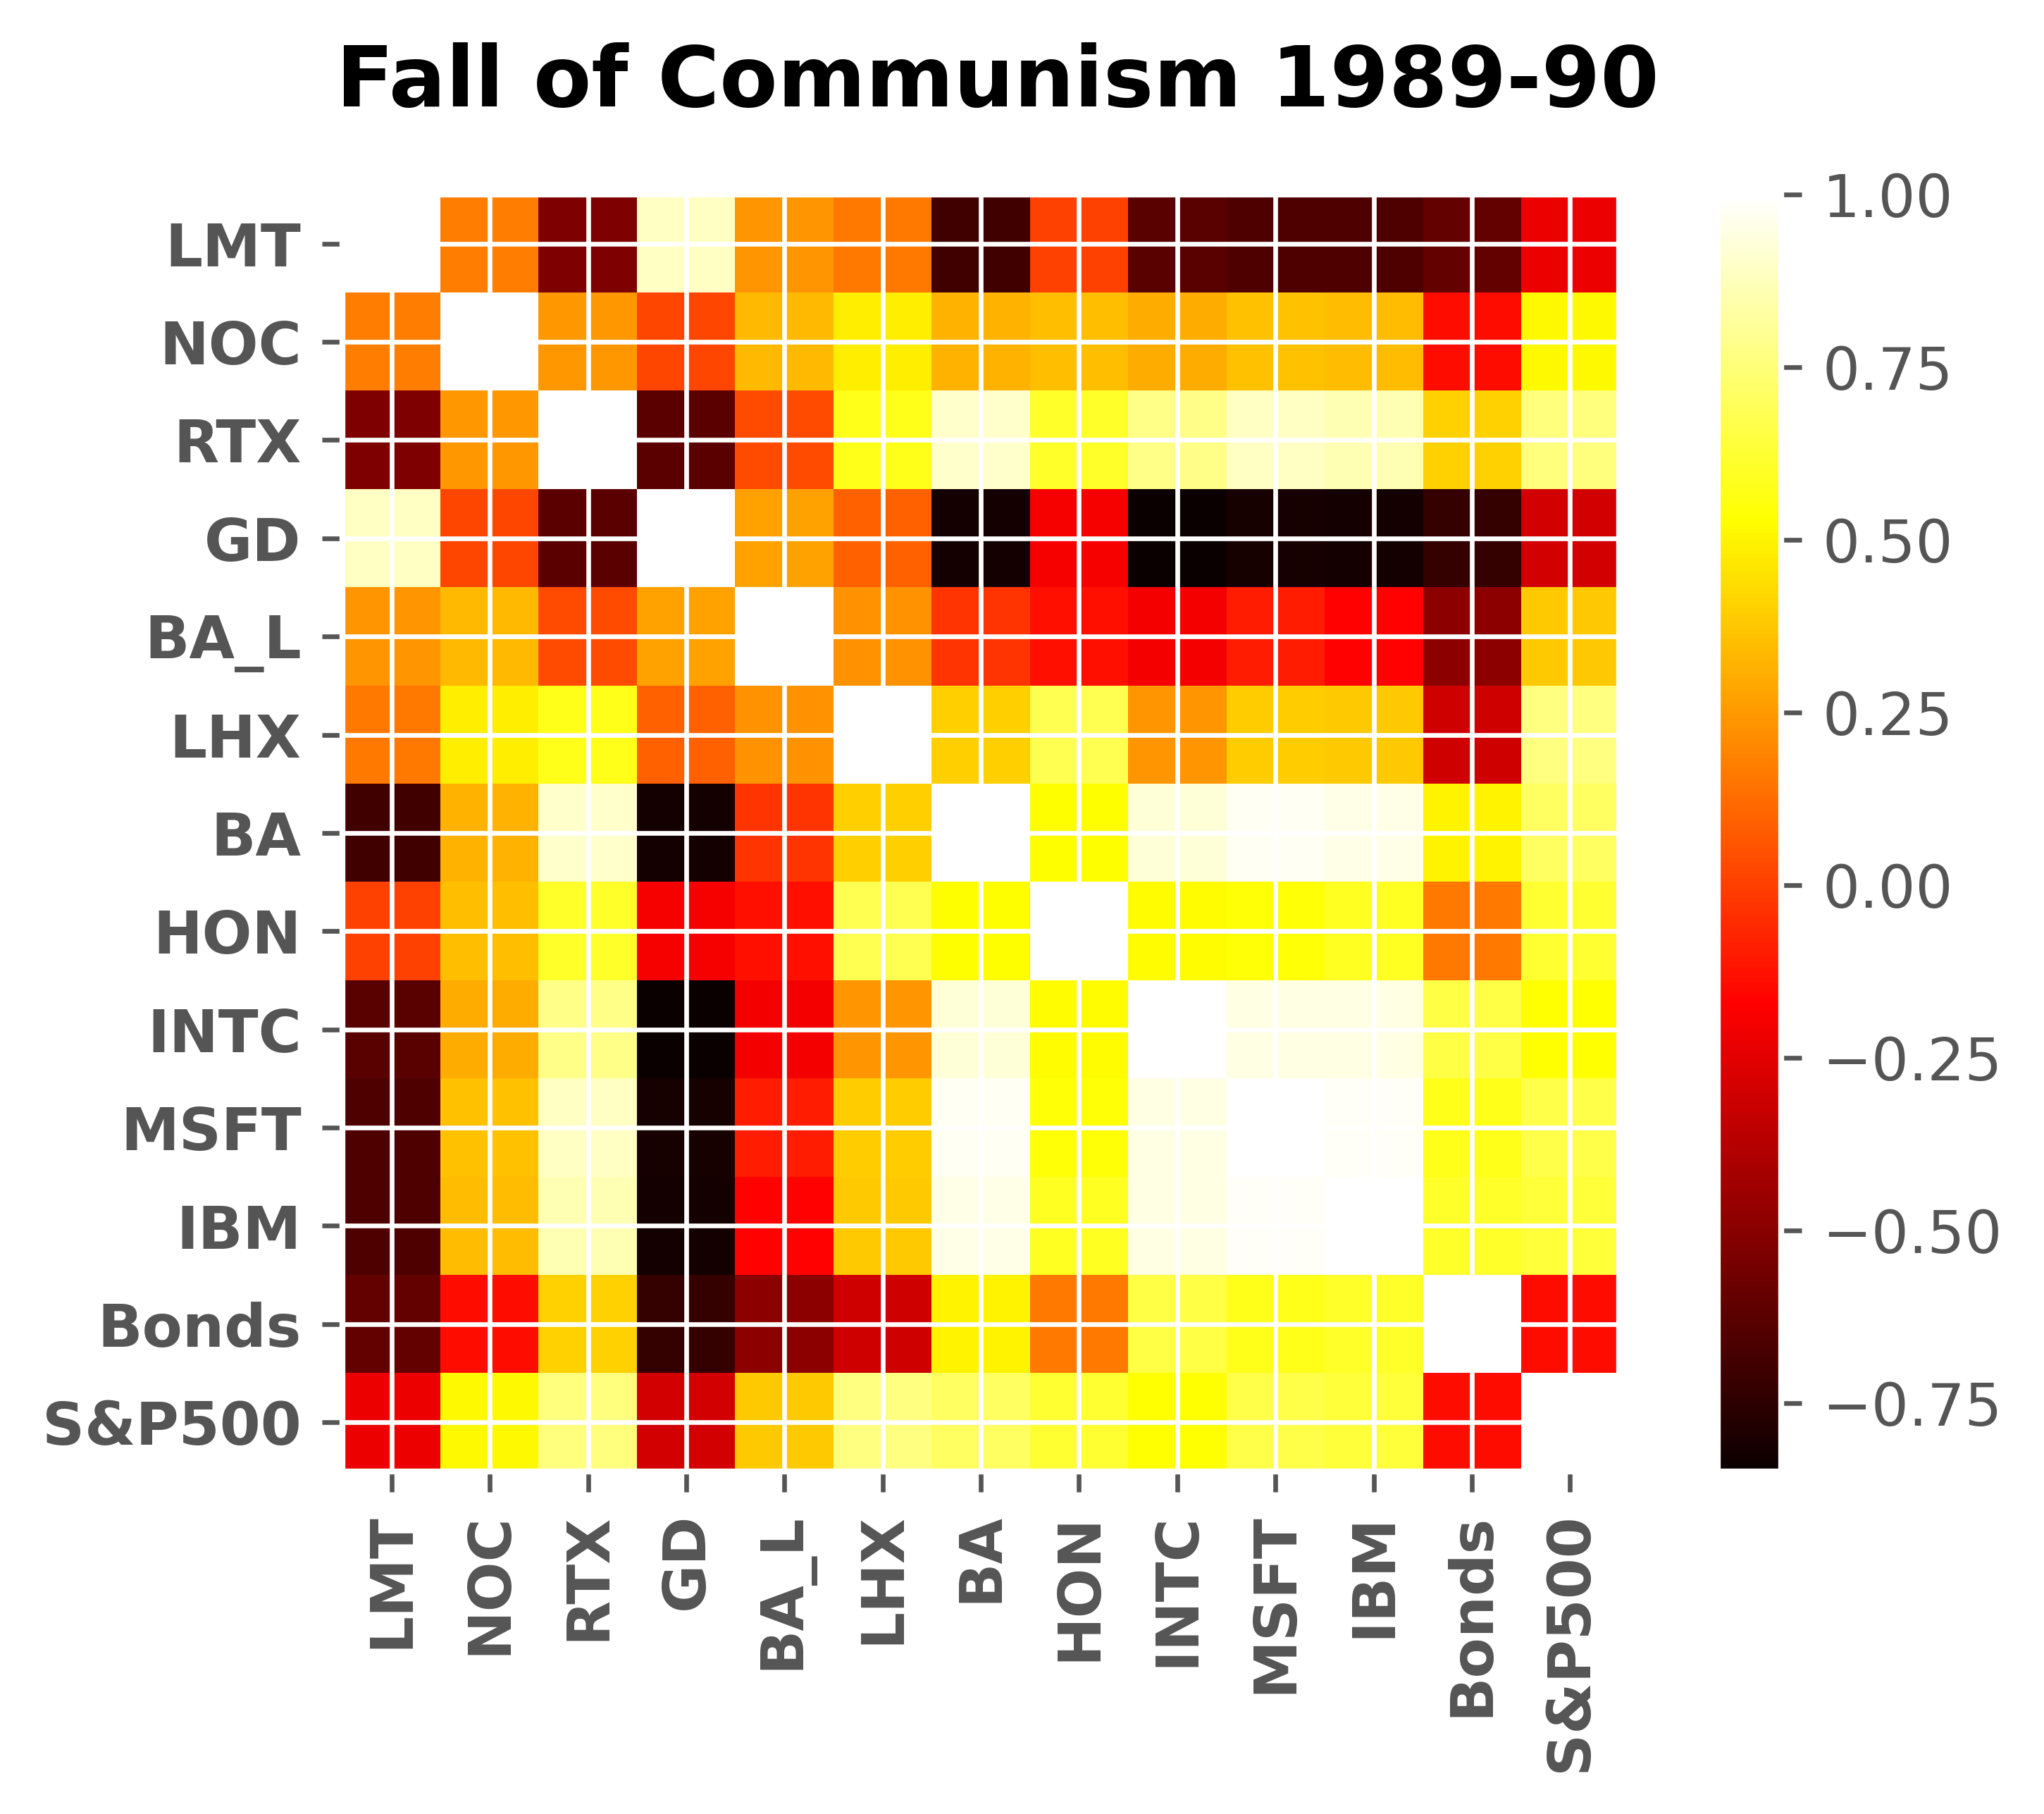 Fall of Communism 1989-90
LMT
NOC
RTX
GD
BA_L
LHX
BA
HON
INTC
MSFT
IBM
Bonds
S&P500
LMT
NOC
RTX
GD
BA_L
LHX
BA
HON
INTC
MSFT
IBM
Bonds
S&P500
1.00
0.75
0.50
0.25
0.00
−0.25
−0.50
−0.75